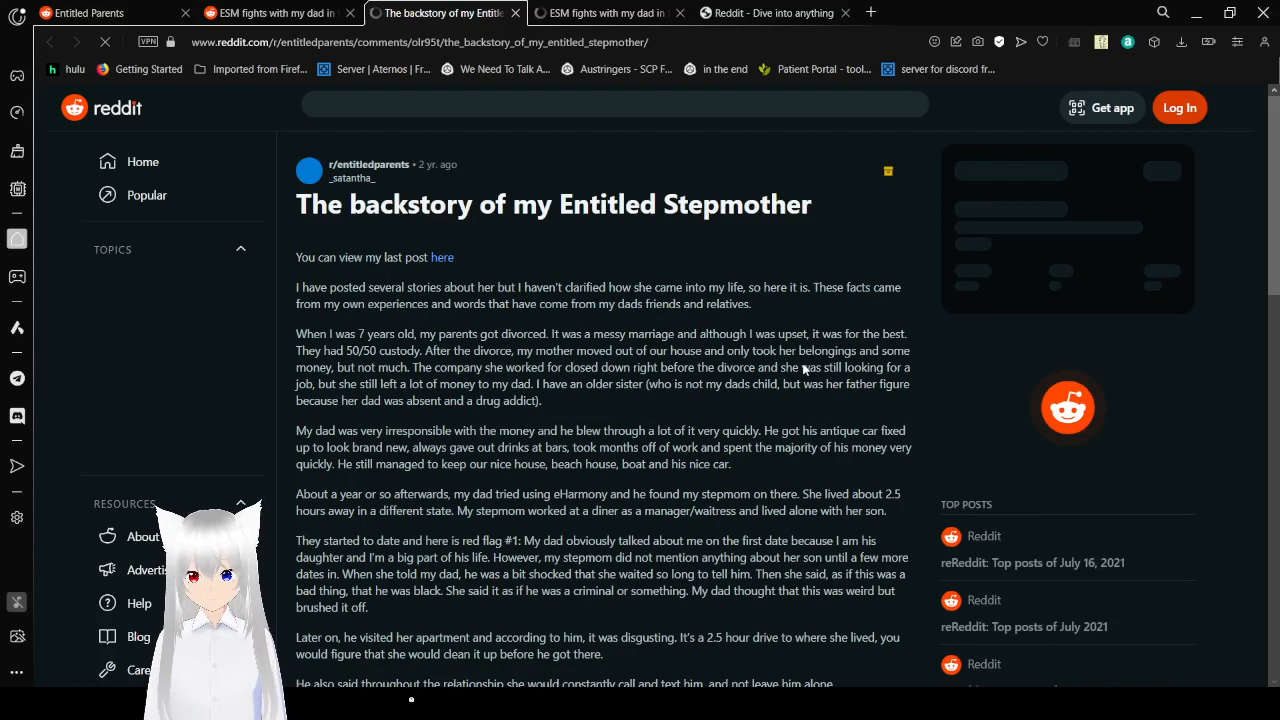 Entitled Parents
ESM fights with my dad in
The backstory of my Entitle
ESM fights with my dad in
Reddit - Dive into anything
VPN
www.reddit.com/r/entitledparents/comments/olr95t/the_backstory_of_my_entitled_stepmother/
hulu
Getting Started
Imported from Firef...
Server | Aternos | Fr...
We Need To Talk A...
Austringers - SCP F...
in the end
Patient Portal - tool...
server for discord fr...
reddit
Get app
Log In
Home
Popular
TOPICS
RESOURCES
About
Adverti
Help
Blog
Care
r/entitledparents • 2 yr. ago
_satantha_
The backstory of my Entitled Stepmother
You can view my last post here
I have posted several stories about her but I haven't clarified how she came into my life, so here it is. These facts came
from my own experiences and words that have come from my dads friends and relatives.
When I was 7 years old, my parents got divorced. It was a messy marriage and although I was upset, it was for the best.
They had 50/50 custody. After the divorce, my mother moved out of our house and only took her belongings and some
money, but not much. The company she worked for closed down right before the divorce and she was still looking for a
job, but she still left a lot of money to my dad. I have an older sister (who is not my dads child, but was her father figure
because her dad was absent and a drug addict).
My dad was very irresponsible with the money and he blew through a lot of it very quickly. He got his antique car fixed
up to look brand new, always gave out drinks at bars, took months off of work and spent the majority of his money very
quickly. He still managed to keep our nice house, beach house, boat and his nice car.
About a year or so afterwards, my dad tried using eHarmony and he found my stepmom on there. She lived about 2.5
hours away in a different state. My stepmom worked at a diner as a manager/waitress and lived alone with her son.
They started to date and here is red flag #1: My dad obviously talked about me on the first date because I am his
daughter and I'm a big part of his life. However, my stepmom did not mention anything about her son until a few more
dates in. When she told my dad, he was a bit shocked that she waited so long to tell him. Then she said, as if this was a
bad thing, that he was black. She said it as if he was a criminal or something. My dad thought that this was weird but
brushed it off.
Later on, he visited her apartment and according to him, it was disgusting. It's a 2.5 hour drive to where she lived, you
would figure that she would clean it up before he got there.
He also said throughout the relationship she would constantly call and text him, and not leave him alone.
TOP POSTS
Reddit
reReddit: Top posts of July 16, 2021
Reddit
reReddit: Top posts of July 2021
Reddit